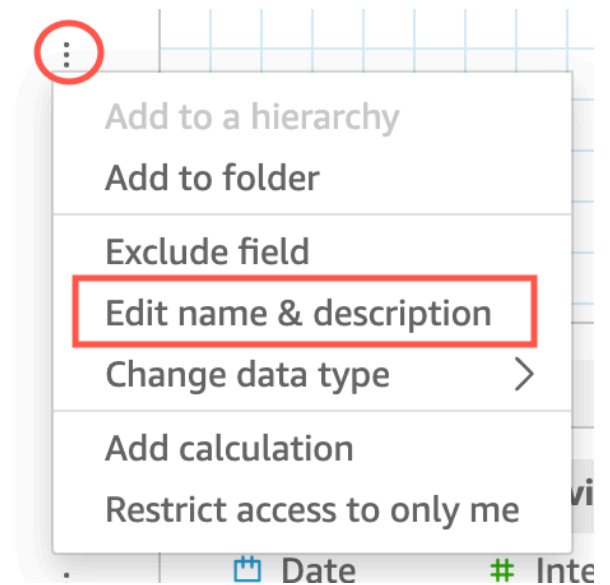 Add to a hierarchy
Add to folder
Exclude field
Edit name & description
Change data type
Add calculation
Restrict access to only me
Date